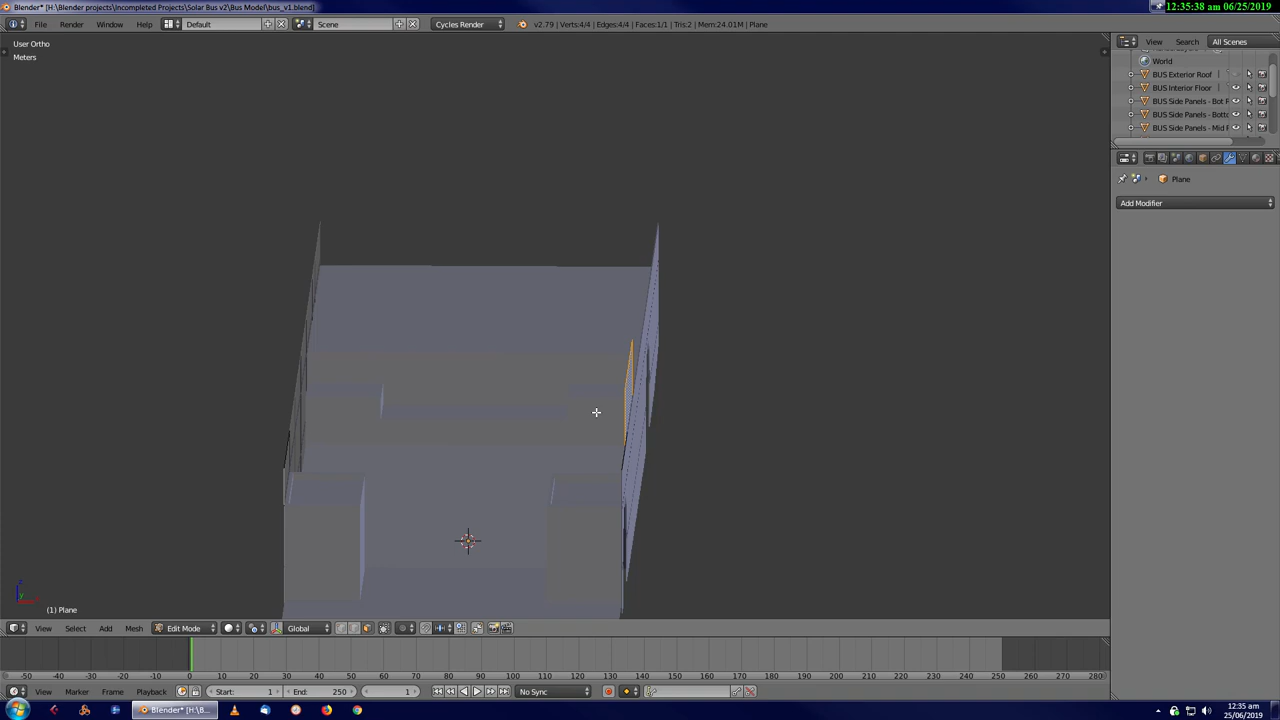 Blender* [H:\Blender projects\Incompleted Projects\Solar Bus v2\Bus Model\bus_v1.blend]
12:35:38 am 06/25/2019
File Render Window Help Default Scene Cycles Render v2.79 | Verts:4/4 | Edges:4/4 | Faces:1/1 | Tris:2 | Mem:24.01M | Plane
View Search All Scenes
User Ortho
Meters
World
BUS Exterior Roof
BUS Interior Floor
BUS Side Panels - Bot F
BUS Side Panels - Botto
BUS Side Panels - Mid F
Plane
Add Modifier
(1) Plane
View Select Add Mesh Edit Mode Global
-50 -40 -30 -20 -10 0 10 20 30 40 50 60 70 80 90 100 110 120 130 140 150 160 170 180 190 200 210 220 230 240 250 260 270 280
View Marker Frame Playback Start: 1 End: 250 1 No Sync
Blender* [H:\B...
12:35 am
25/06/2019